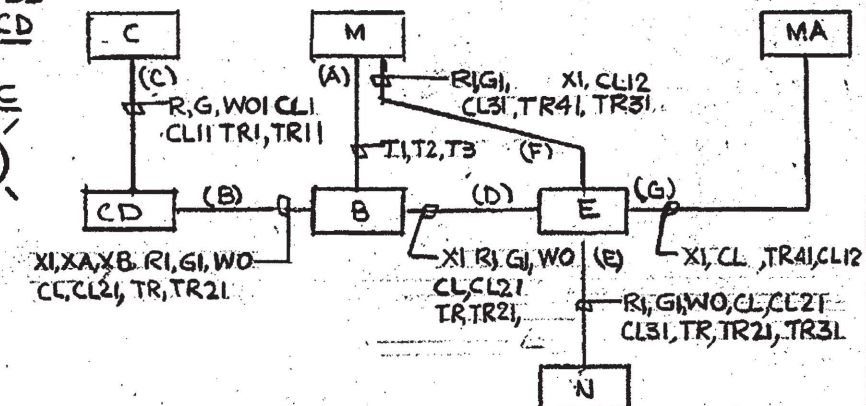 CD
C
M
MA
(C)
R,G,WO1 CL1
CL11 TR1,TR11
(A)
R1,G1, X1, CL12
CL31,TR41, TR31
T1,T2,T3
(F)
CD
(B)
B
(D)
E
(G)
X1,XA,XB, R1,G1,WO
CL,CL21, TR,TR21
X1 R1 G1,WO
CL,CL21
TR,TR21,
(E)
X1,CL ,TR41,CL12
R1,G1,WO,CL,CL21
CL31,TR,TR21,TR31
N